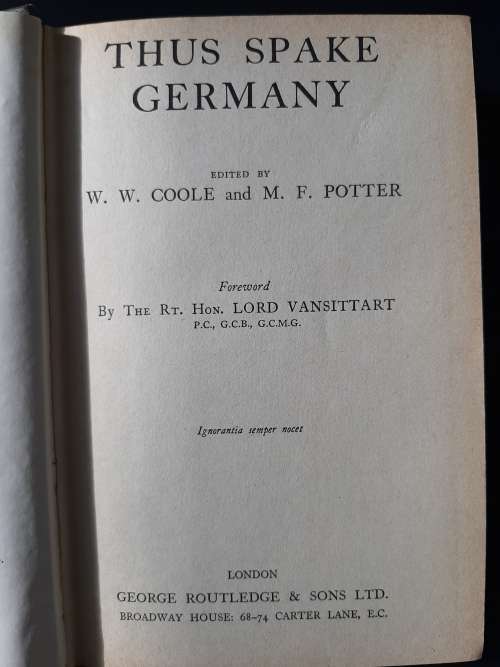 THUS SPAKE
GERMANY
EDITED BY
W. W. COOLE and M. F. POTTER
Foreword
By THE RT. HON. LORD VANSITTART
P.C., G.C.B., G.C.M.G.
Ignorantia semper nocet
LONDON
GEORGE ROUTLEDGE & SONS LTD.
BROADWAY HOUSE: 68–74 CARTER LANE, E.C.